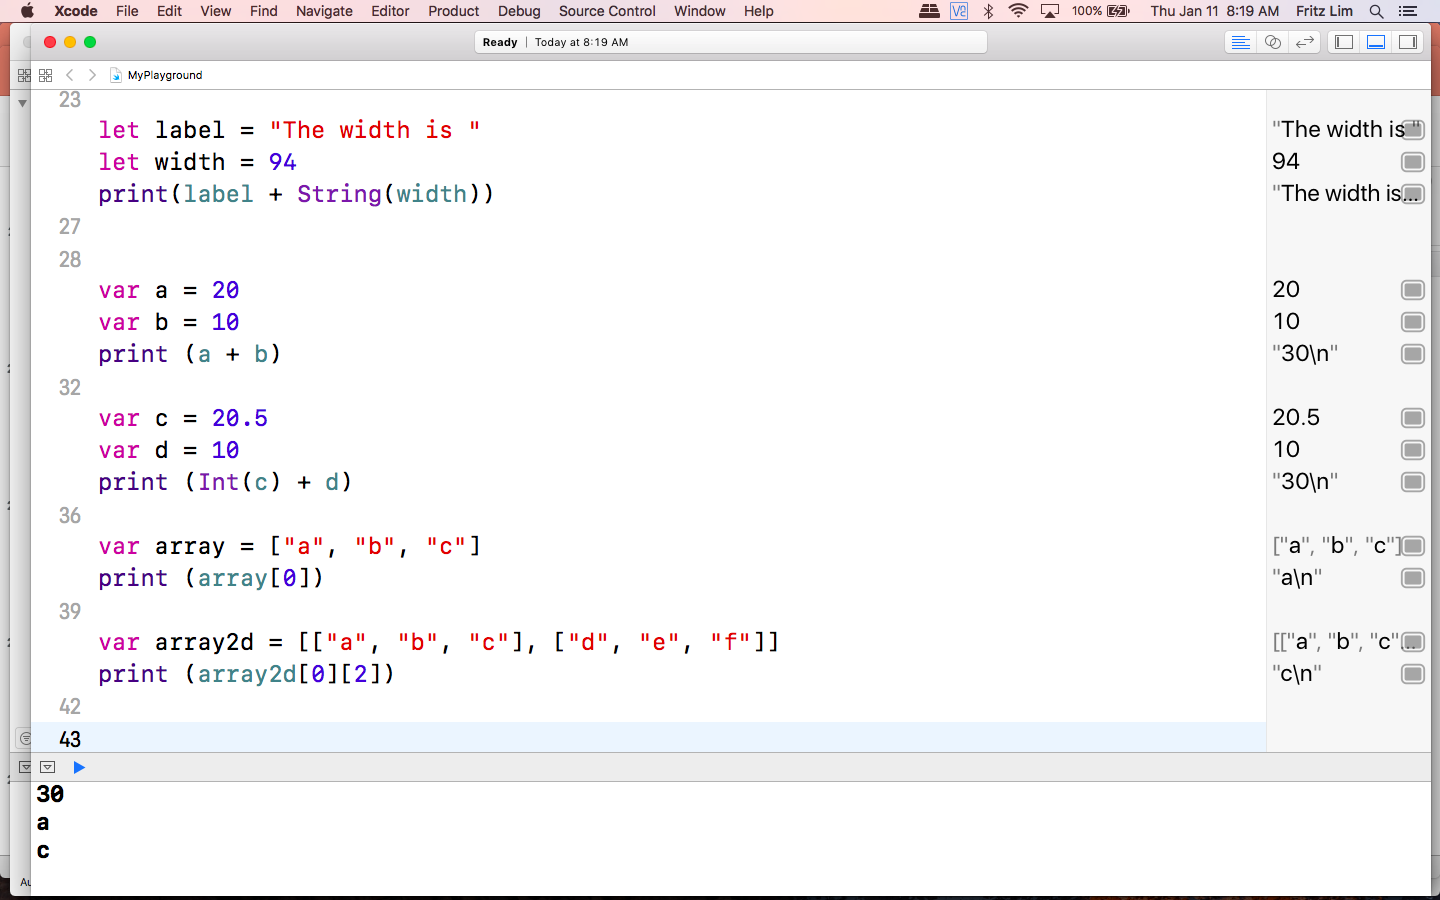 Xcode File Edit View Find Navigate Editor Product Debug Source Control Window Help 100% Thu Jan 11 8:19 AM Fritz Lim
Ready | Today at 8:19 AM
MyPlayground
23
let label = "The width is " "The width is "
let width = 94 94
print(label + String(width)) "The width is...
27
28
var a = 20 20
var b = 10 10
print (a + b) "30\n"
32
var c = 20.5 20.5
var d = 10 10
print (Int(c) + d) "30\n"
36
var array = ["a", "b", "c"] ["a", "b", "c"]
print (array[0]) "a\n"
39
var array2d = [["a", "b", "c"], ["d", "e", "f"]] [["a", "b", "c"...
print (array2d[0][2]) "c\n"
42
43
30
a
c